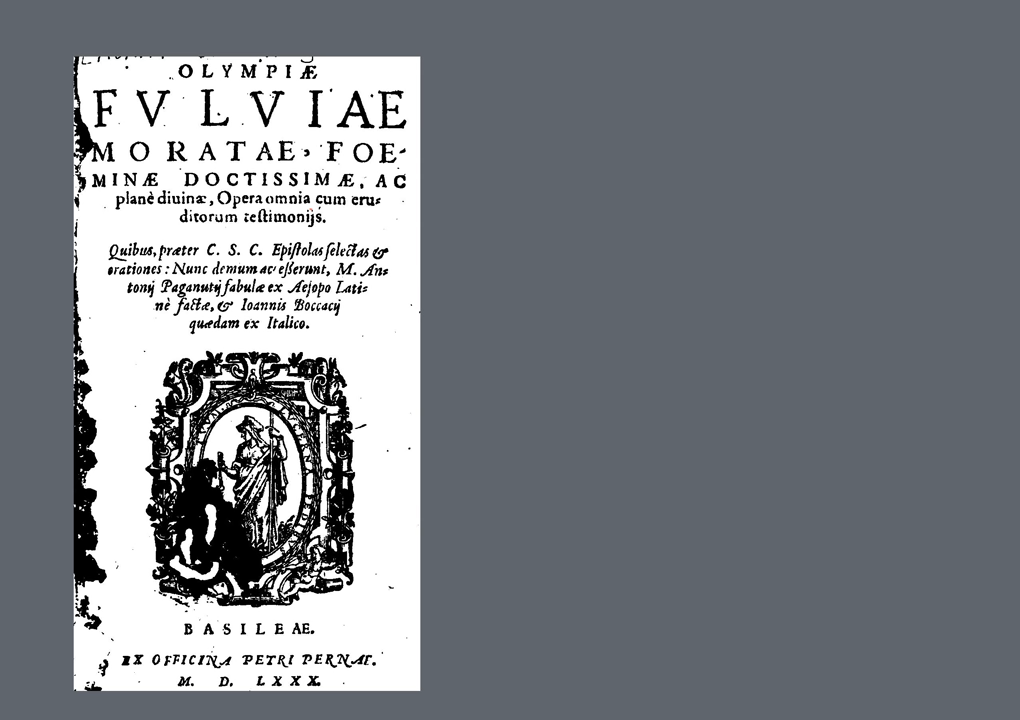 OLYMPIÆ
FVLVIAE
MORATAE, FOE-
MINÆ DOCTISSIMÆ, AC
planè diuinæ, Opera omnia cum eru-
ditorum testimonijs.
Quibus, præter C. S. C. Epistolas selectas &
orationes: Nunc demum acesserunt, M. An-
tonij Paganutij fabulæ ex Aesopo Lati-
nè factæ, & Ioannis Boccacij
quædam ex Italico.
BASILEAE.
EX OFFICINA PETRI PERNAE.
M. D. LXXX.